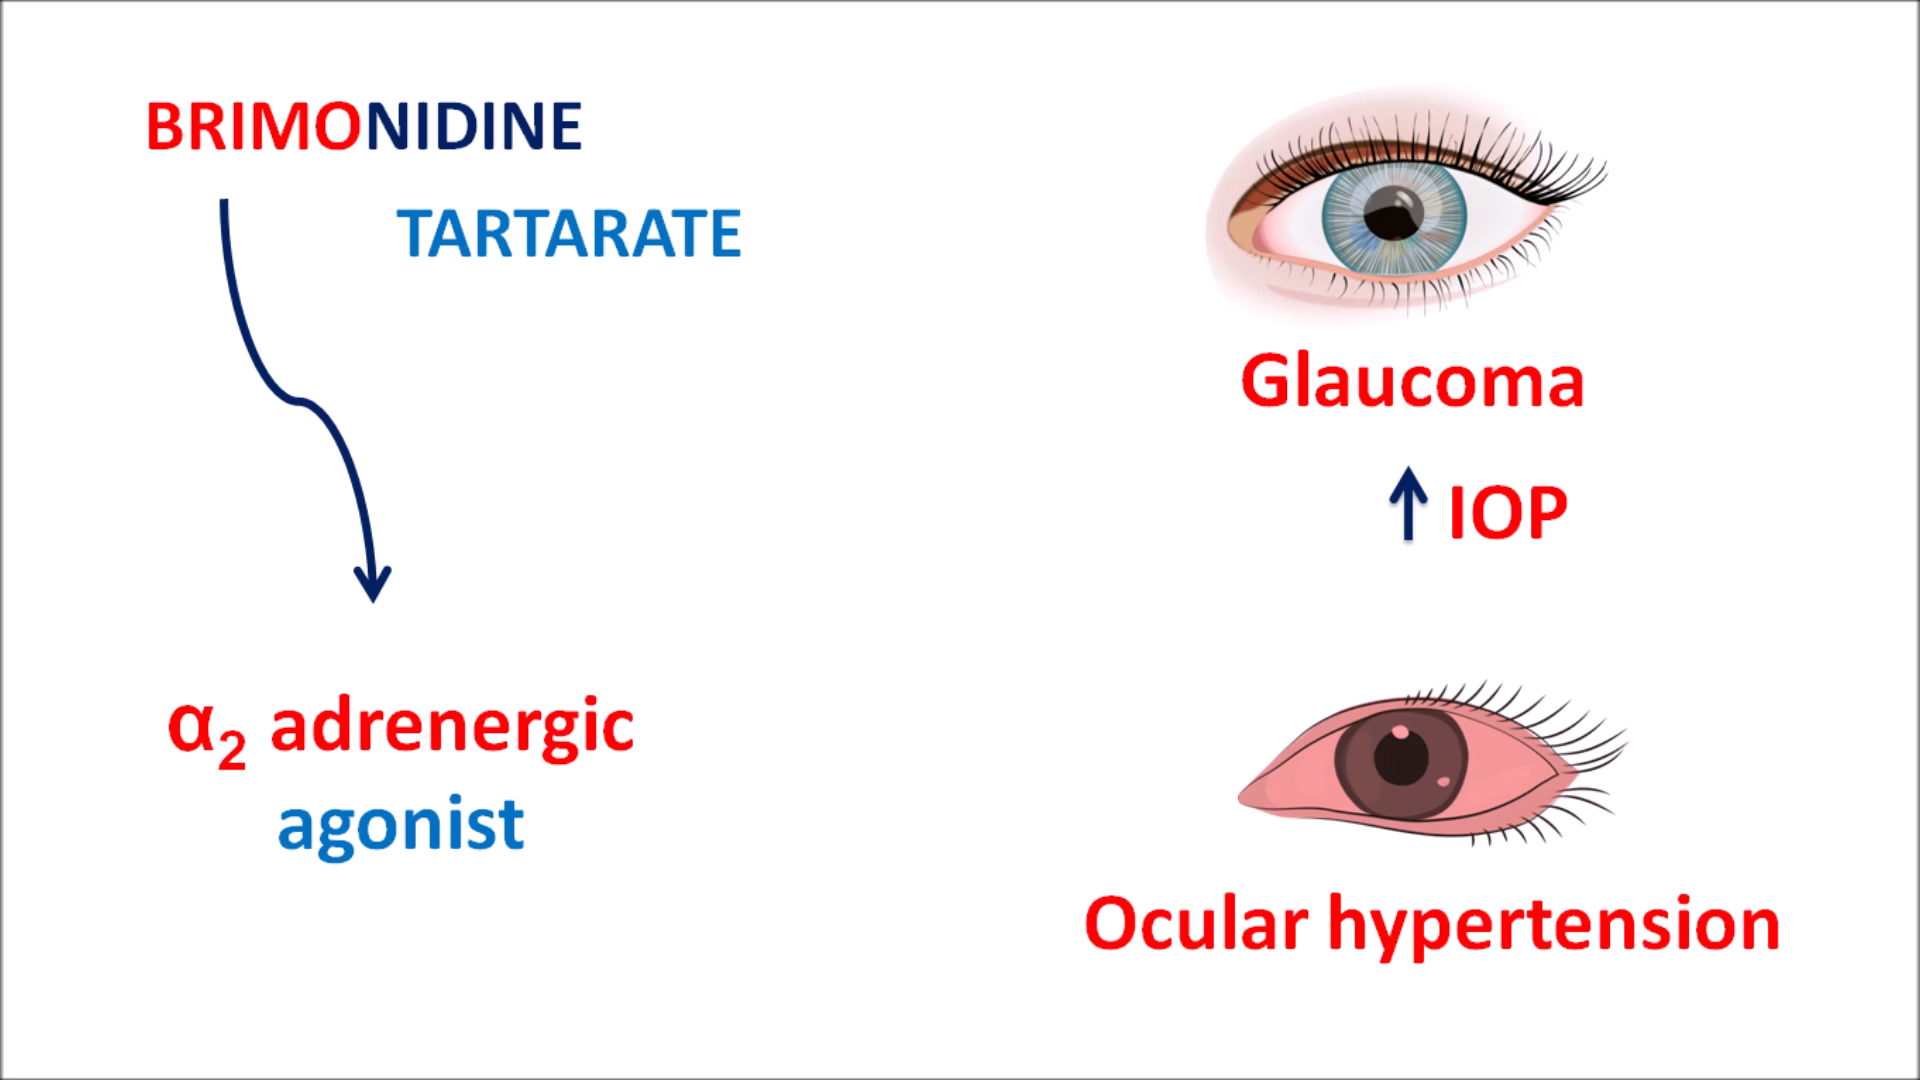 BRIMONIDINE
TARTARATE
α₂ adrenergic
agonist
Glaucoma
↑ IOP
Ocular hypertension